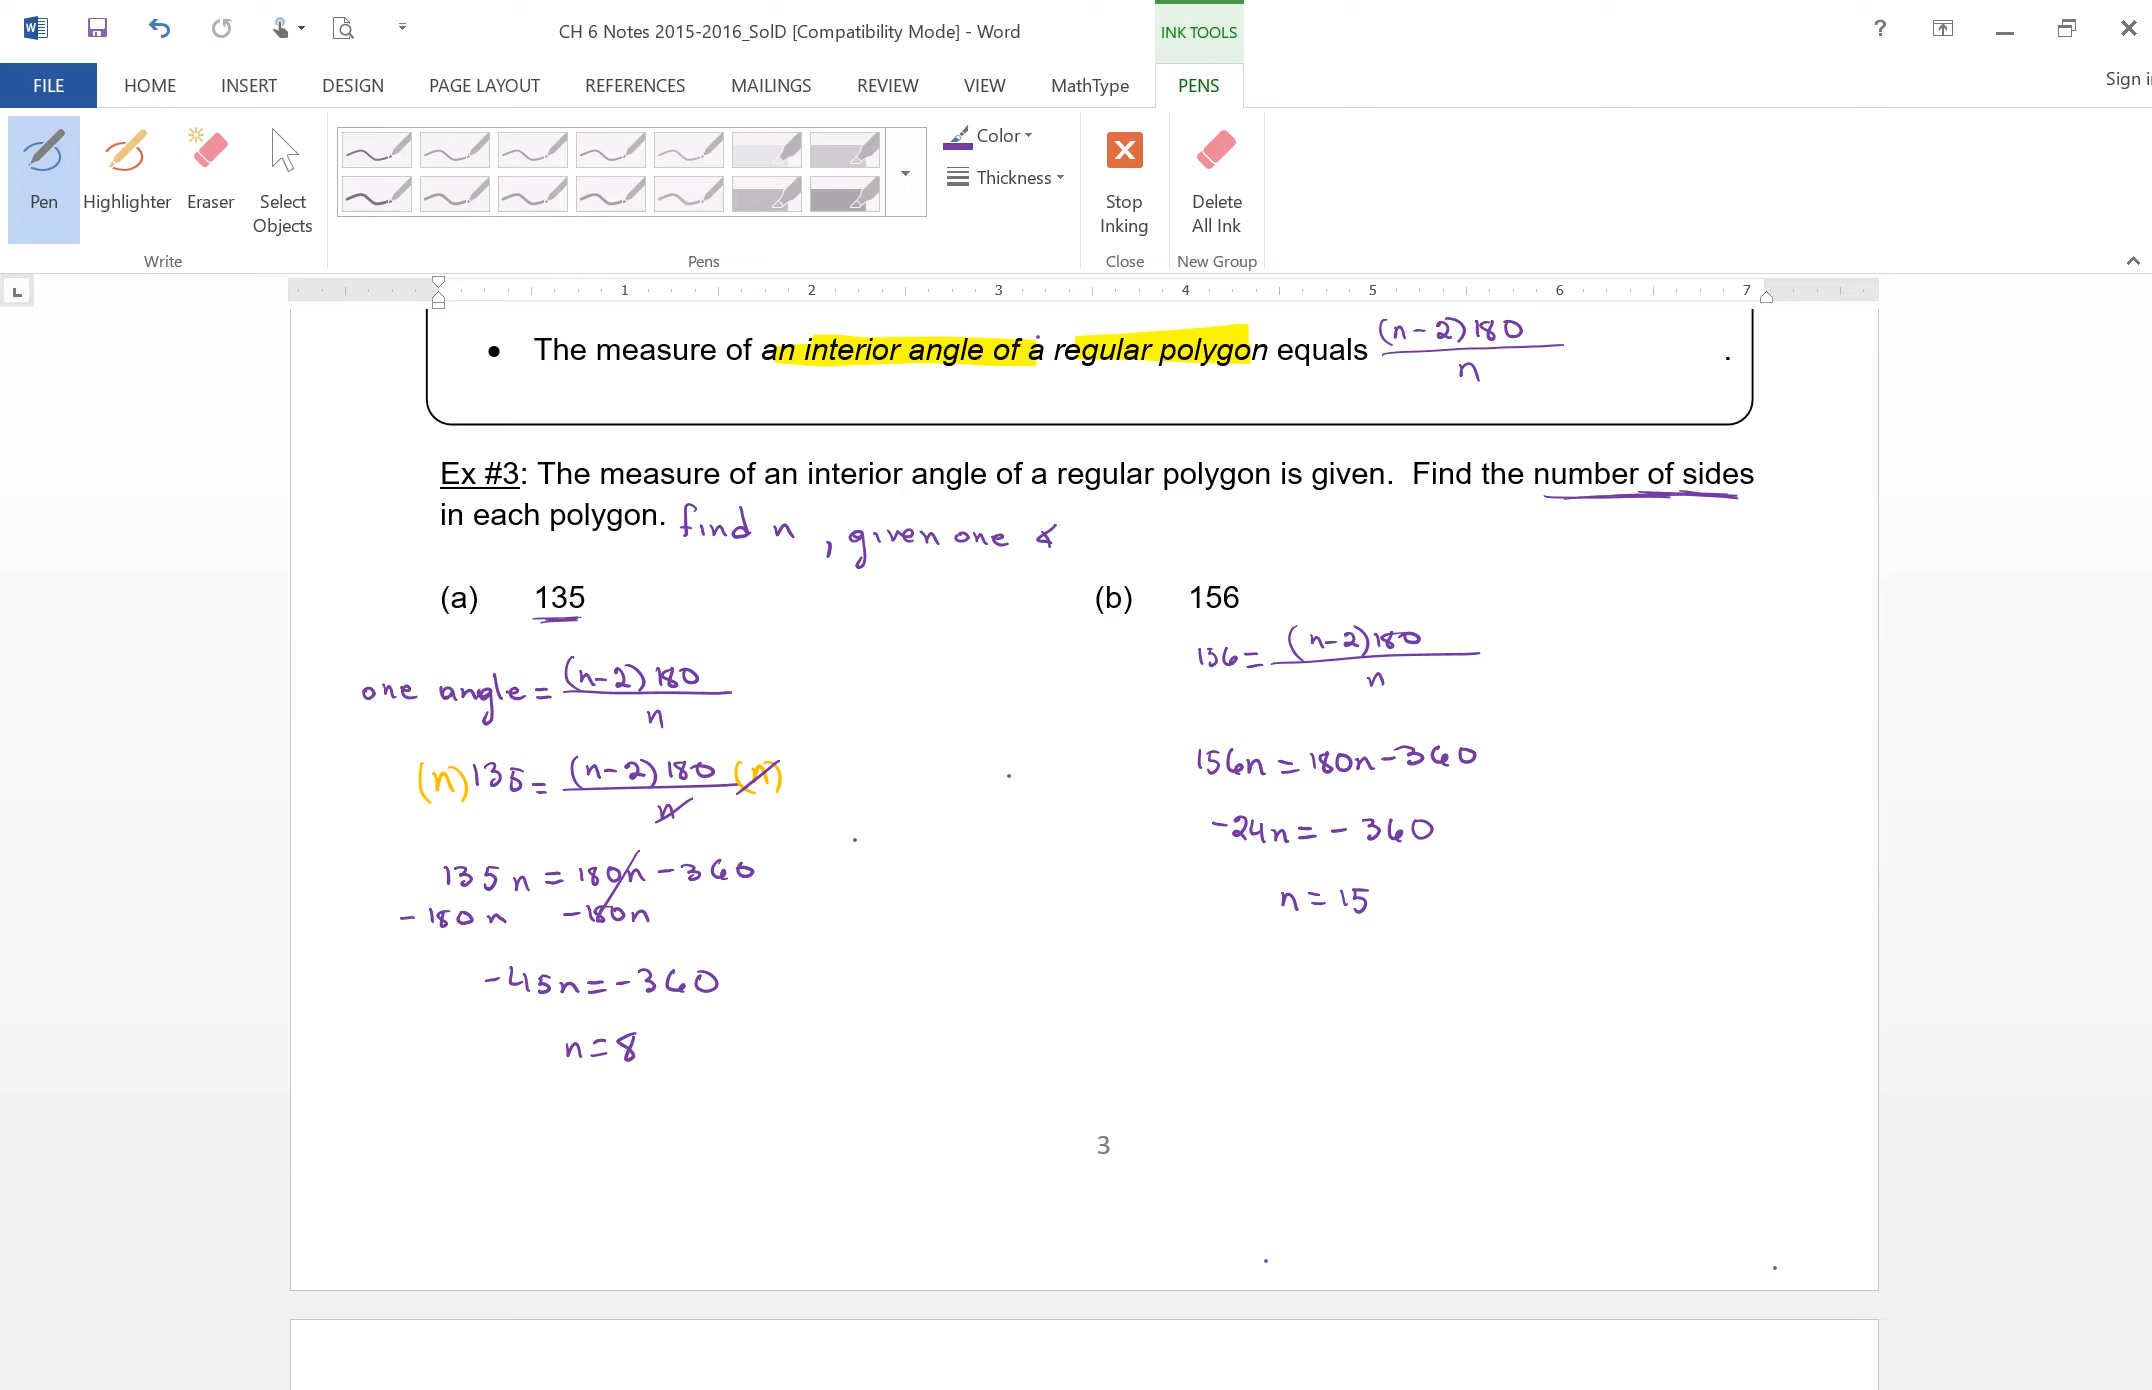 CH 6 Notes 2015-2016_SolD [Compatibility Mode] - Word
INK TOOLS
?
FILE HOME INSERT DESIGN PAGE LAYOUT REFERENCES MAILINGS REVIEW VIEW MathType PENS
Sign i
Pen Highlighter Eraser Select Objects
Write
Pens
Color
Thickness
Stop Inking
Close
Delete All Ink
New Group
1 2 3 4 5 6 7
• The measure of an interior angle of a regular polygon equals (n-2)180 / n .
Ex #3: The measure of an interior angle of a regular polygon is given. Find the number of sides
in each polygon. find n, given one ∢
(a) 135
one angle = (n-2)180 / n
(n)135 = (n-2)180 / n (n)
135n = 180n - 360
-180n -180n
-45n = -360
n = 8
(b) 156
156 = (n-2)180 / n
156n = 180n - 360
-24n = -360
n = 15
3